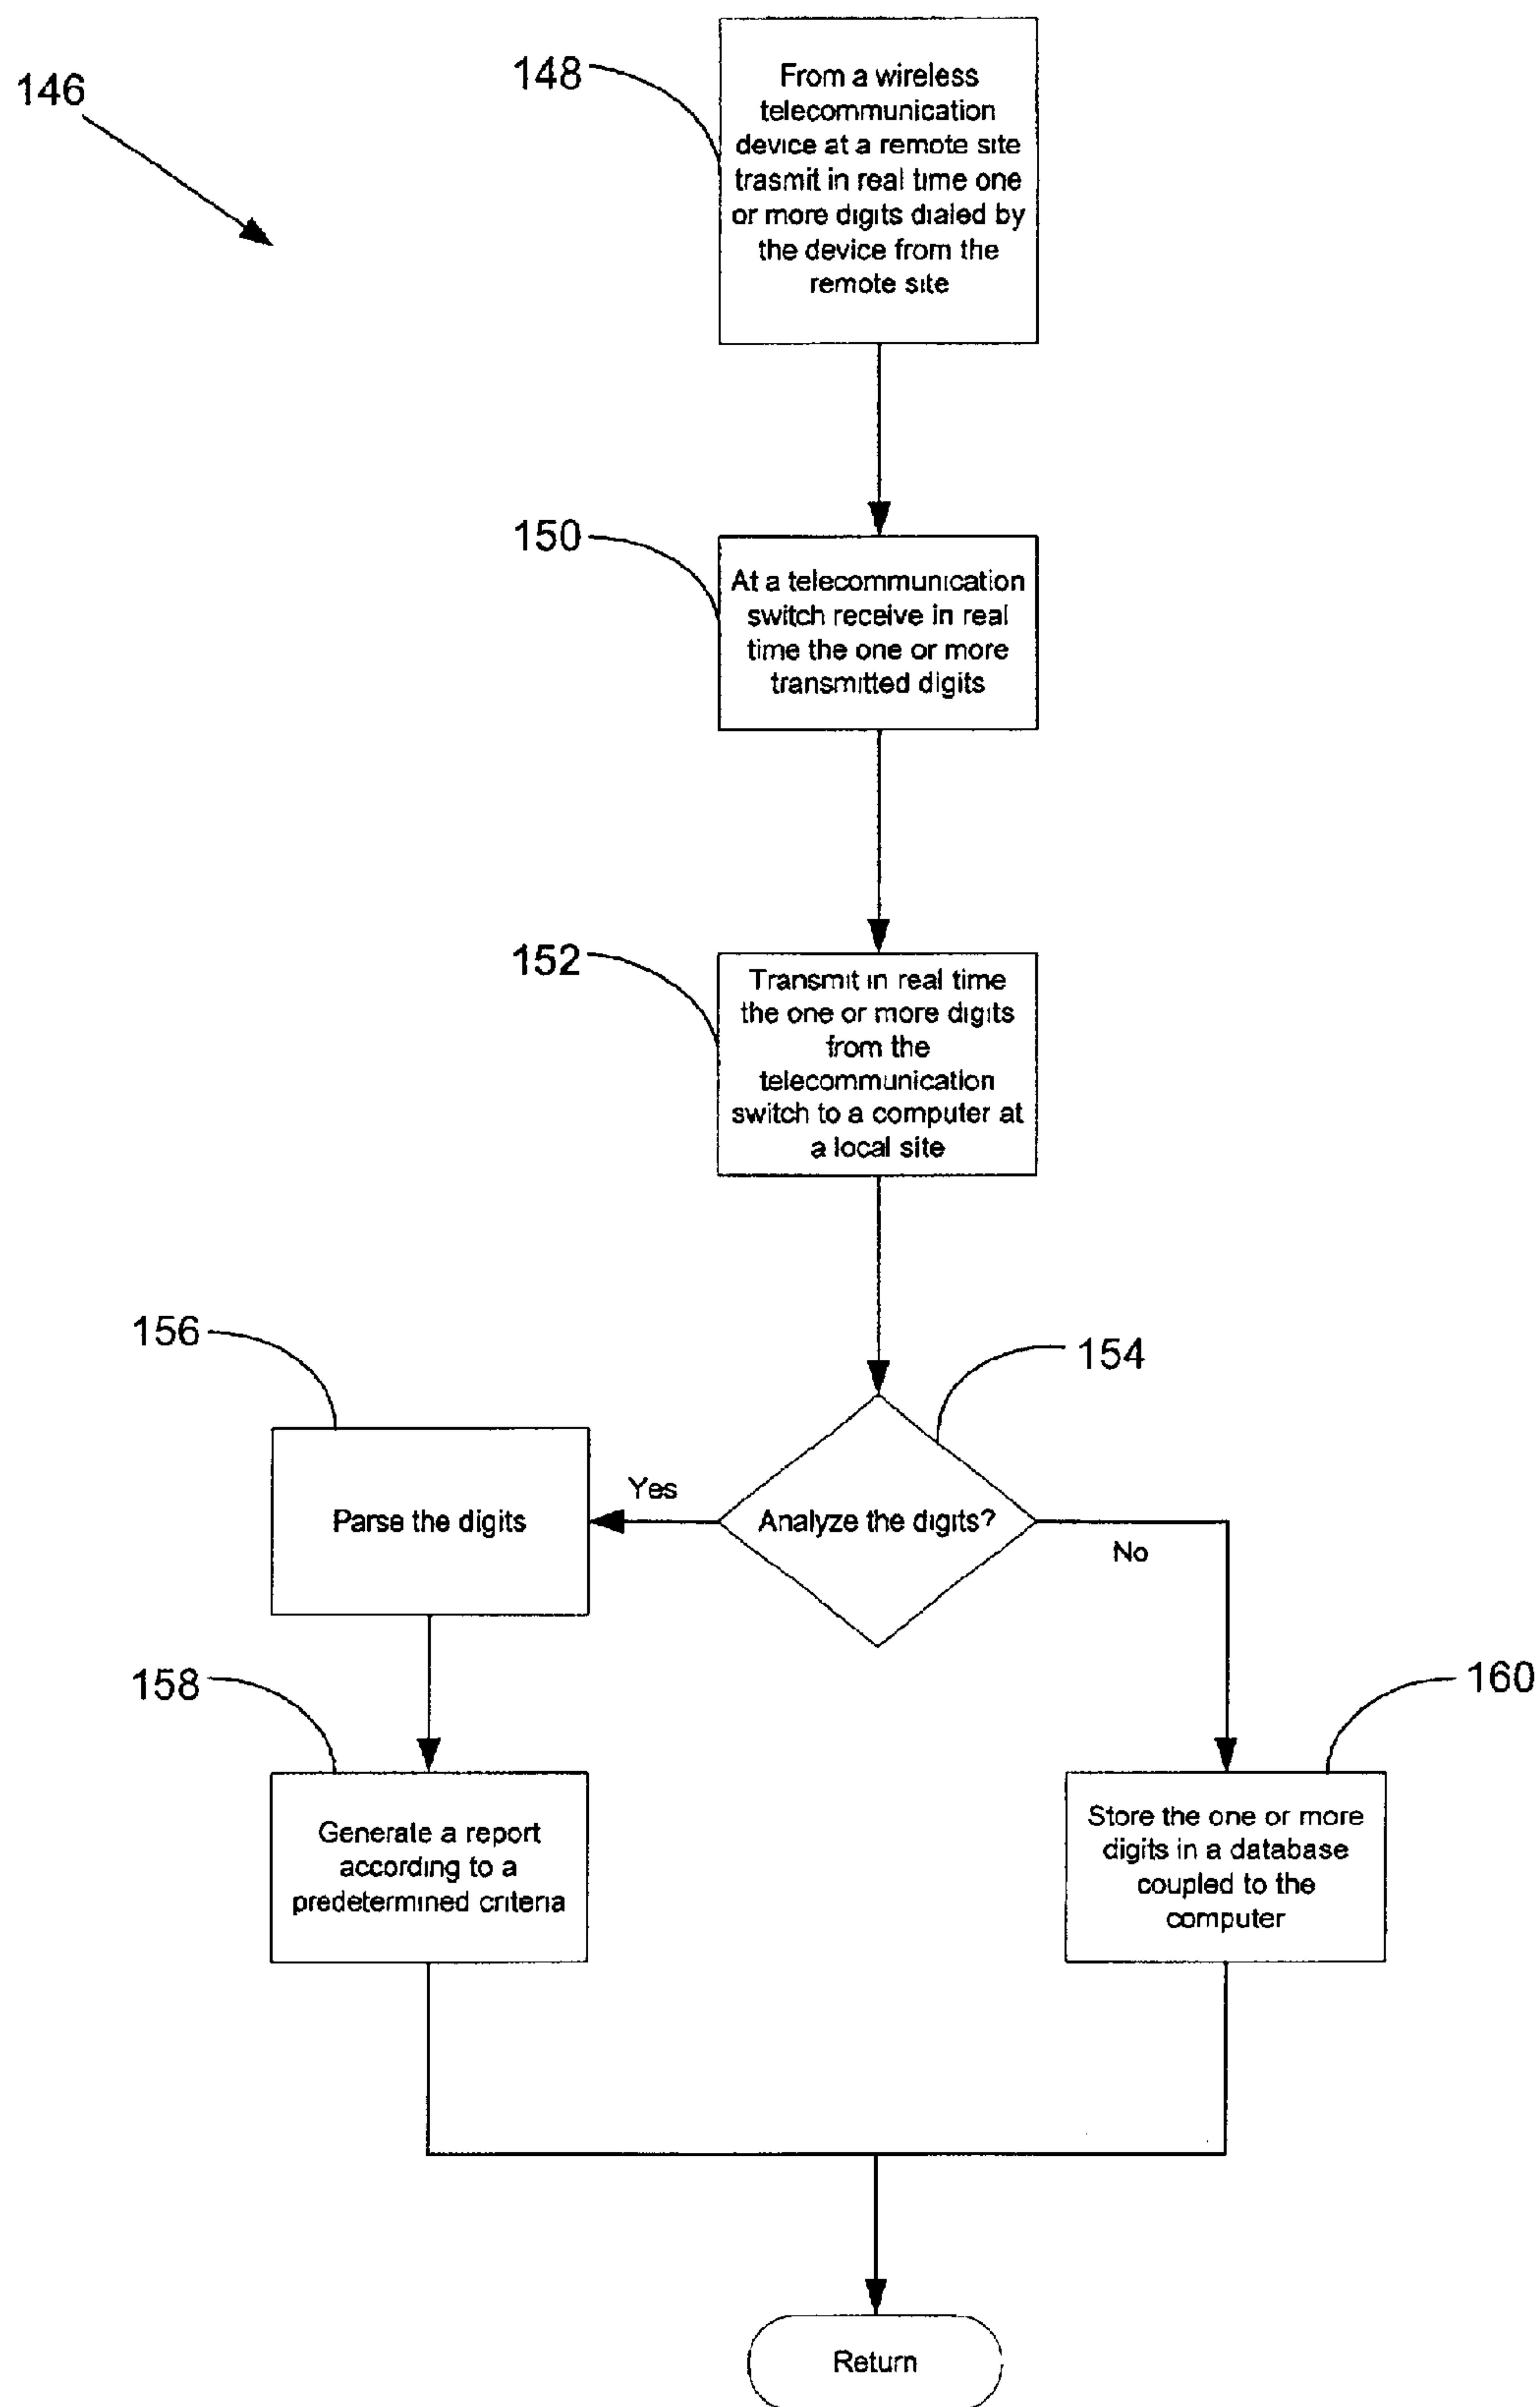 146
148
From a wireless
telecommunication
device at a remote site
trasmit in real time one
or more digits dialed by
the device from the
remote site
150
At a telecommunication
switch receive in real
time the one or more
transmitted digits
152
Transmit in real time
the one or more digits
from the
telecommunication
switch to a computer at
a local site
154
Analyze the digits?
Yes
No
156
Parse the digits
158
Generate a report
according to a
predetermined criteria
160
Store the one or more
digits in a database
coupled to the
computer
Return